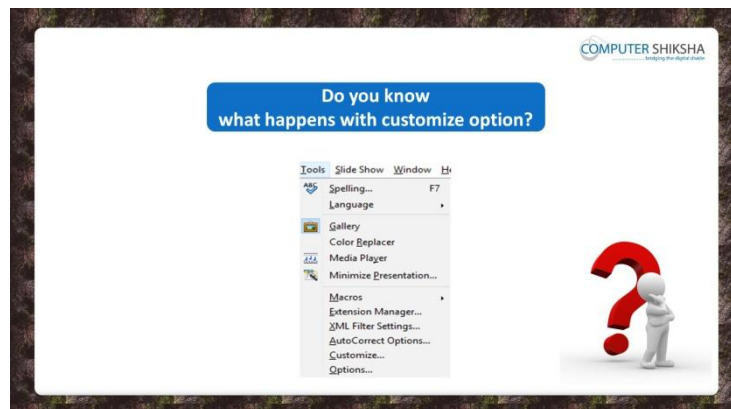 COMPUTER SHIKSHA
bridging the digital divide
Do you know
what happens with customize option?
Tools Slide Show Window H
ABC Spelling... F7
Language
Gallery
Color Replacer
Media Player
Minimize Presentation...
Macros
Extension Manager...
XML Filter Settings...
AutoCorrect Options...
Customize...
Options...